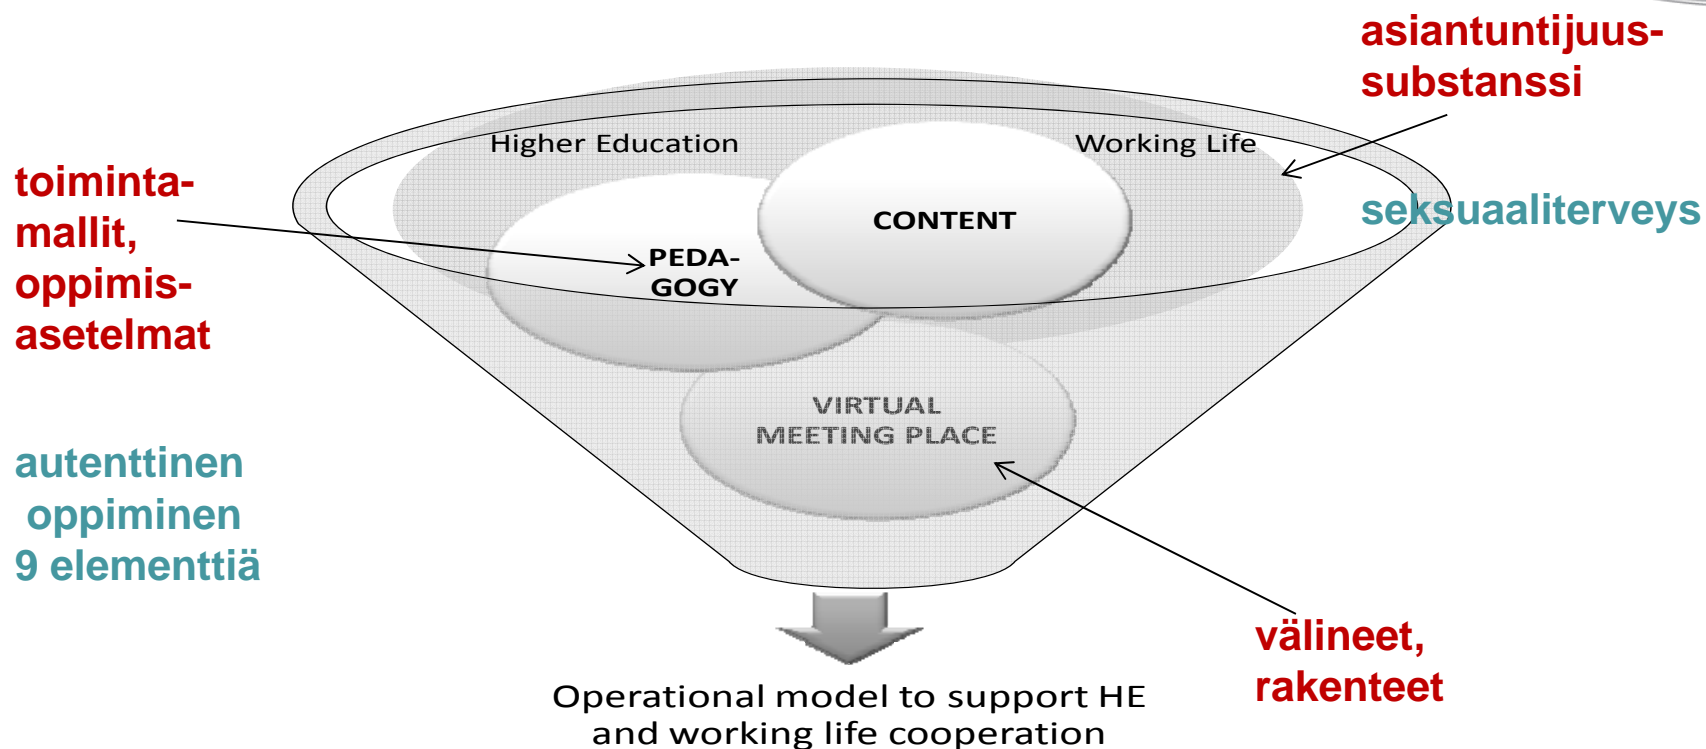 asiantuntijuus-
substanssi
Higher Education
Working Life
toiminta-
mallit,
oppimis-
asetelmat
seksuaaliterveys
CONTENT
PEDA-
GOGY
VIRTUAL
MEETING PLACE
autenttinen
oppiminen
9 elementtiä
välineet,
rakenteet
Operational model to support HE
and working life cooperation